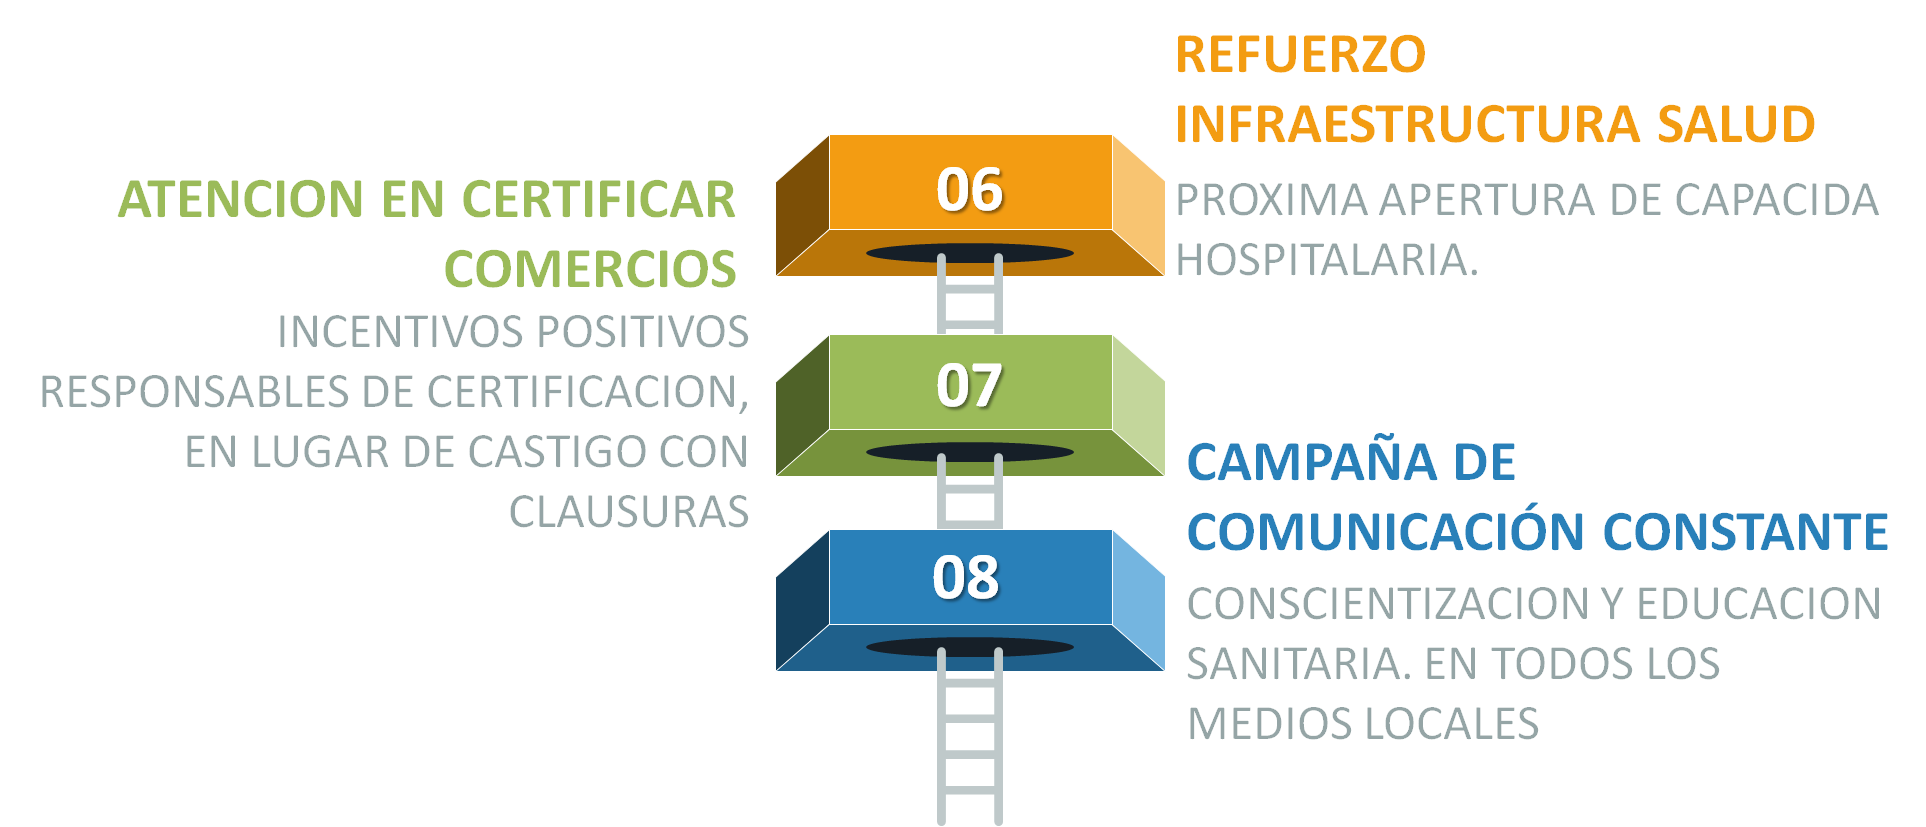 06
REFUERZO
INFRAESTRUCTURA SALUD
PROXIMA APERTURA DE CAPACIDA
HOSPITALARIA.
07
ATENCION EN CERTIFICAR
COMERCIOS
INCENTIVOS POSITIVOS
RESPONSABLES DE CERTIFICACION,
EN LUGAR DE CASTIGO CON
CLAUSURAS
08
CAMPAÑA DE
COMUNICACIÓN CONSTANTE
CONSCIENTIZACION Y EDUCACION
SANITARIA. EN TODOS LOS
MEDIOS LOCALES